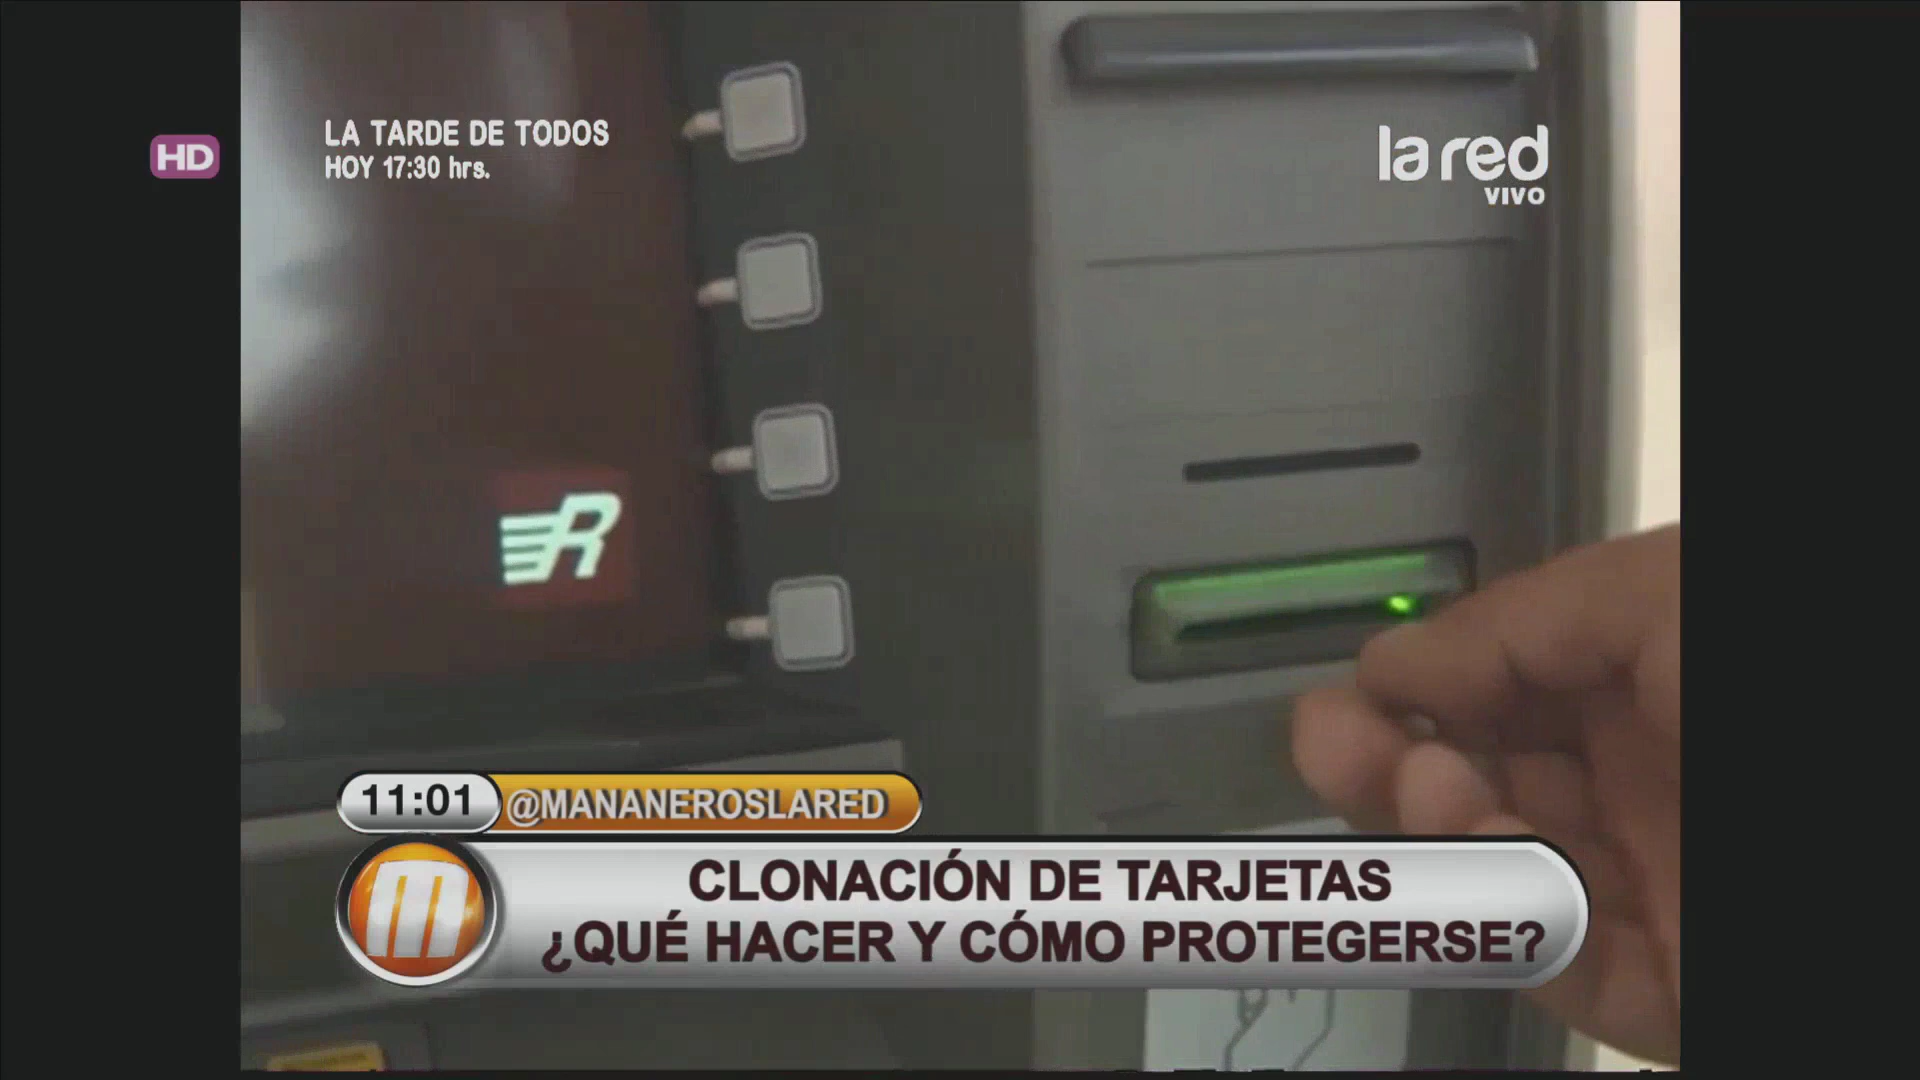 LA TARDE DE TODOS
HOY 17:30 hrs.
HD
la red
VIVO
R
11:01 @MANANEROSLARED
m
CLONACIÓN DE TARJETAS
¿QUÉ HACER Y CÓMO PROTEGERSE?